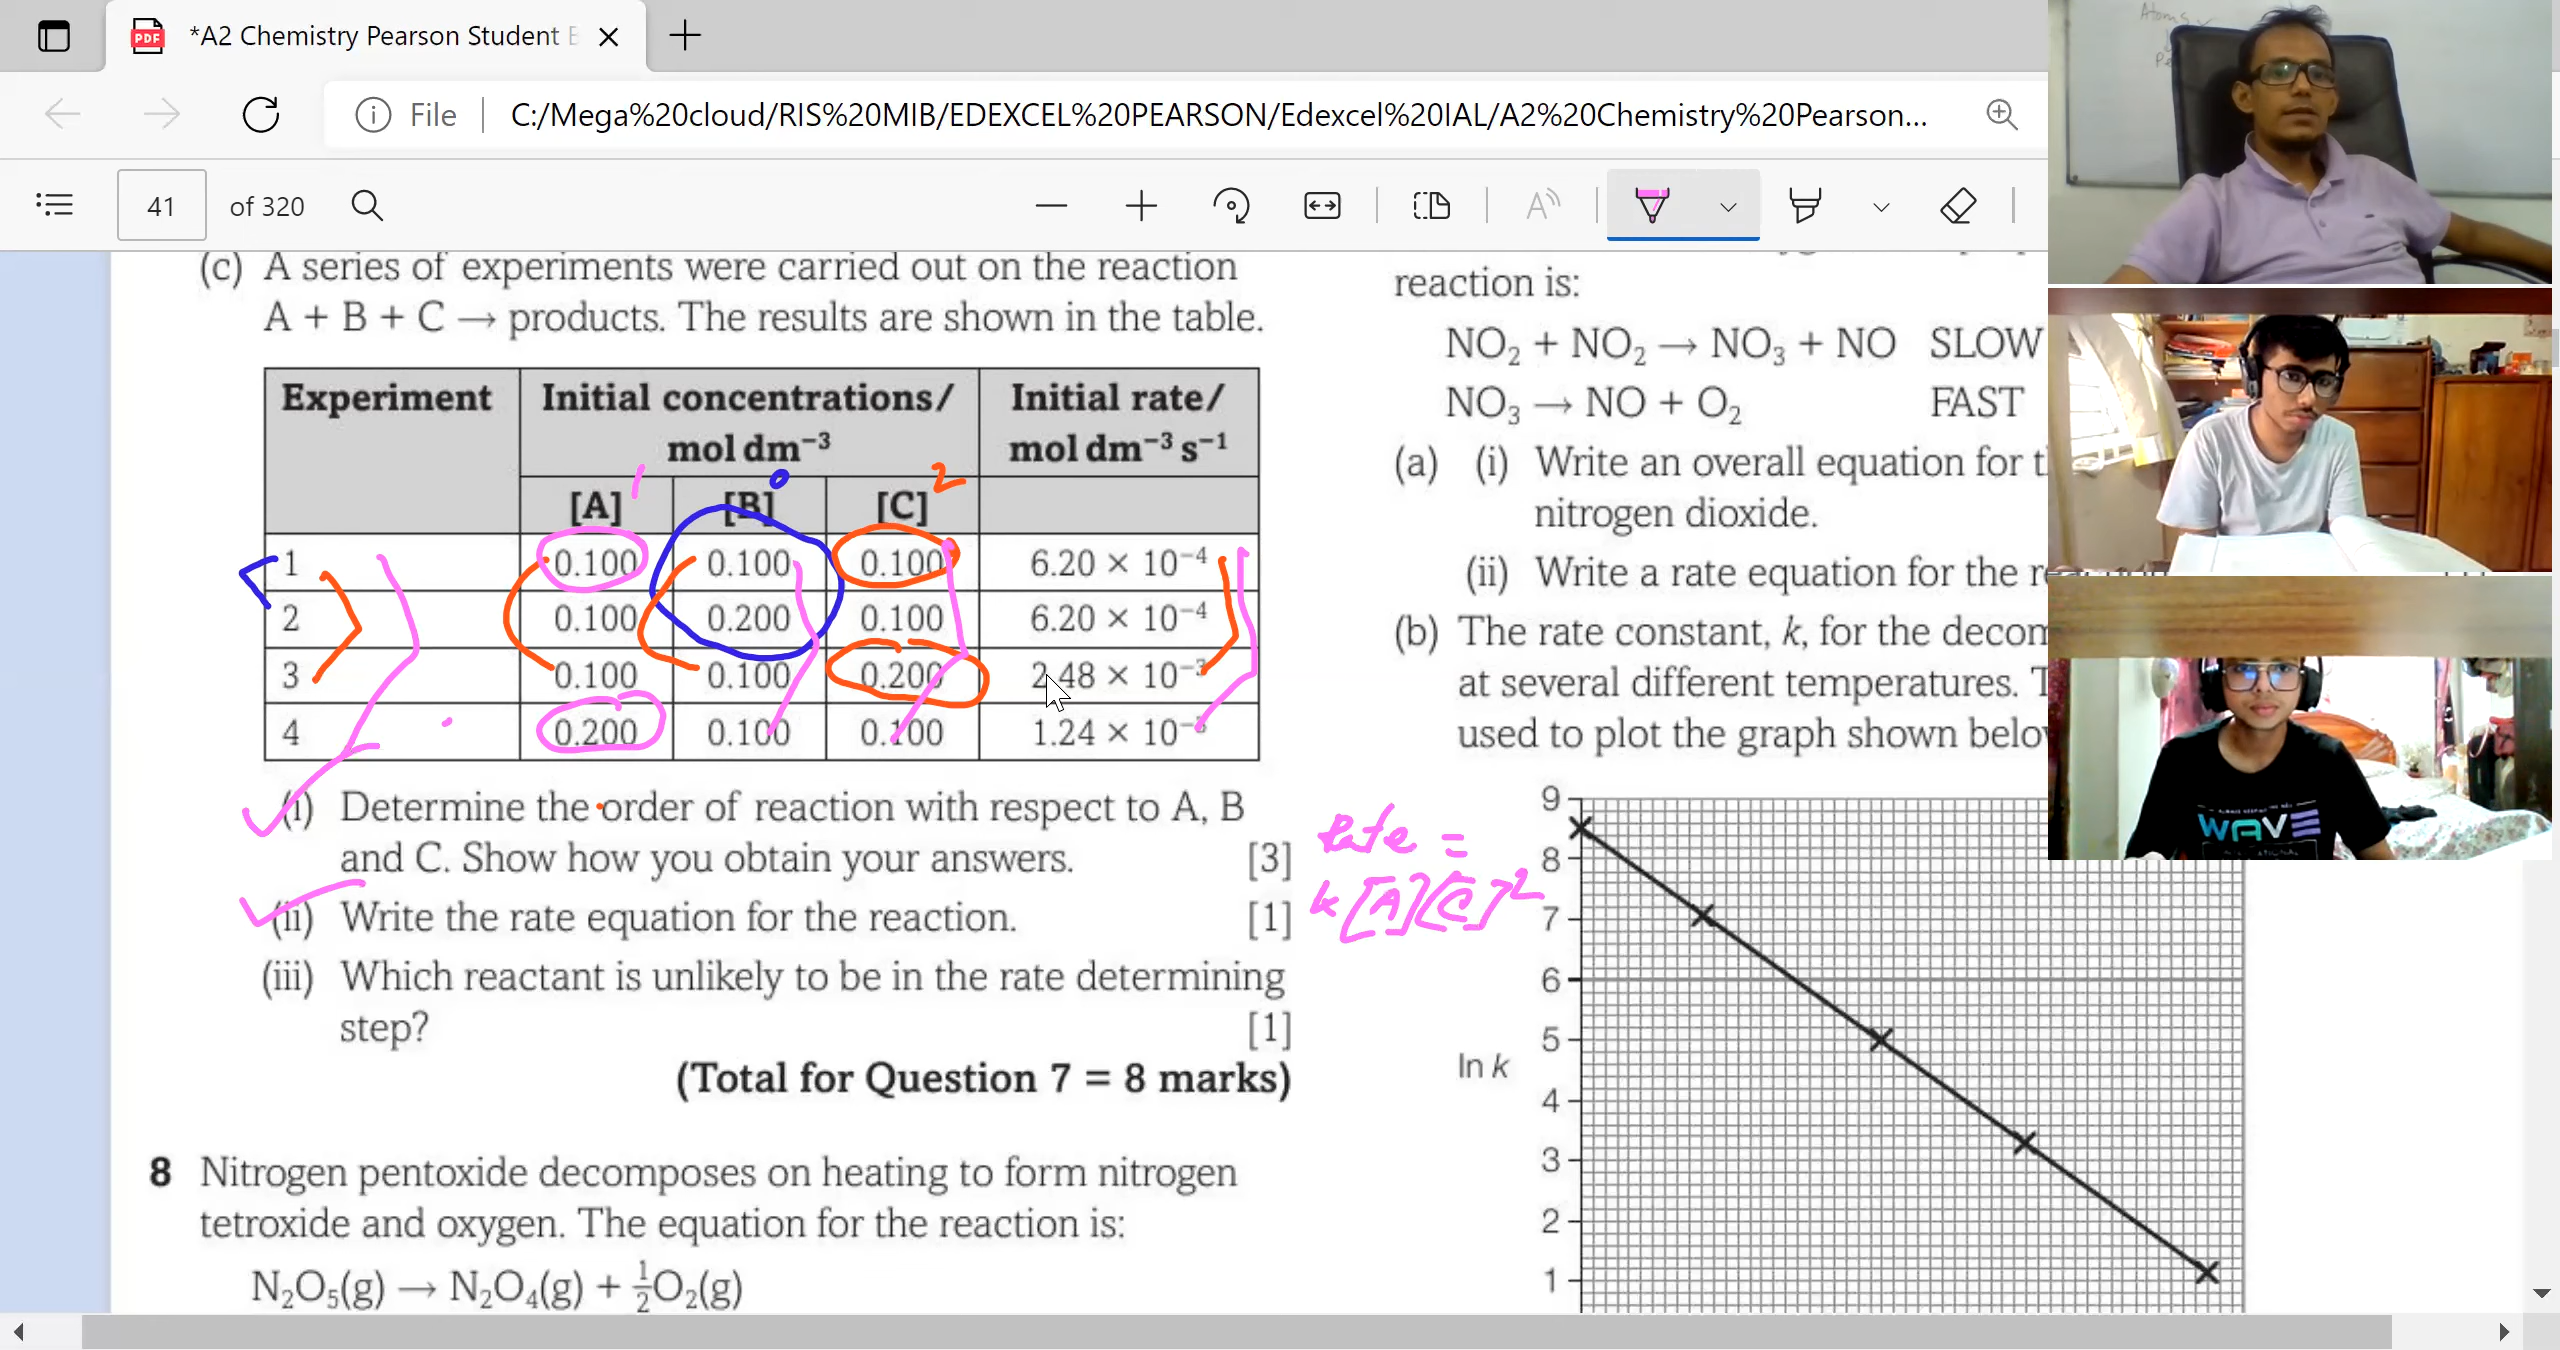 *A2 Chemistry Pearson Student
File
C:/Mega%20cloud/RIS%20MIB/EDEXCEL%20PEARSON/Edexcel%20IAL/A2%20Chemistry%20Pearson...
41 of 320
(c) A series of experiments were carried out on the reaction
A + B + C → products. The results are shown in the table.
Experiment Initial concentrations/ Initial rate/
mol dm⁻³ mol dm⁻³ s⁻¹
[A] 1 [B] 0 [C] 2
1 0.100 0.100 0.100 6.20 × 10⁻⁴
2 0.100 0.200 0.100 6.20 × 10⁻⁴
3 0.100 0.100 0.200 2.48 × 10⁻³
4 0.200 0.100 0.100 1.24 × 10⁻³
(i) Determine the order of reaction with respect to A, B
and C. Show how you obtain your answers. [3]
(ii) Write the rate equation for the reaction. [1]
(iii) Which reactant is unlikely to be in the rate determining
step? [1]
(Total for Question 7 = 8 marks)
8 Nitrogen pentoxide decomposes on heating to form nitrogen
tetroxide and oxygen. The equation for the reaction is:
N₂O₅(g) → N₂O₄(g) + ½O₂(g)
rate =
k[A][C]²
reaction is:
NO₂ + NO₂ → NO₃ + NO SLOW
NO₃ → NO + O₂ FAST
(a) (i) Write an overall equation for
nitrogen dioxide.
(ii) Write a rate equation for the
(b) The rate constant, k, for the
at several different temperatures.
used to plot the graph shown
9
8
7
6
5
ln k
4
3
2
1
WAVE